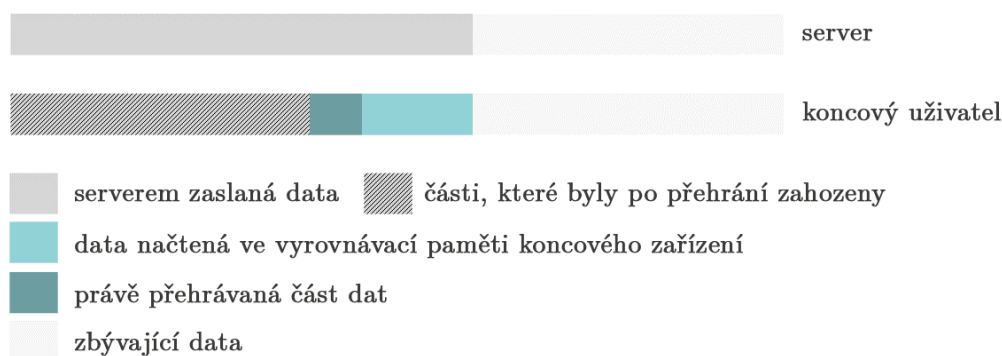 server
koncový uživatel
serverem zaslaná data části, které byly po přehrání zahozeny
data načtená ve vyrovnávací paměti koncového zařízení
právě přehrávaná část dat
zbývající data